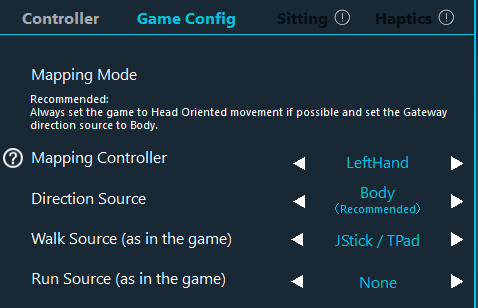 Controller Game Config Sitting ! Haptics !
Mapping Mode
Recommended:
Always set the game to Head Oriented movement if possible and set the Gateway
direction source to Body.
? Mapping Controller LeftHand
Direction Source Body
(Recommended)
Walk Source (as in the game) JStick / TPad
Run Source (as in the game) None